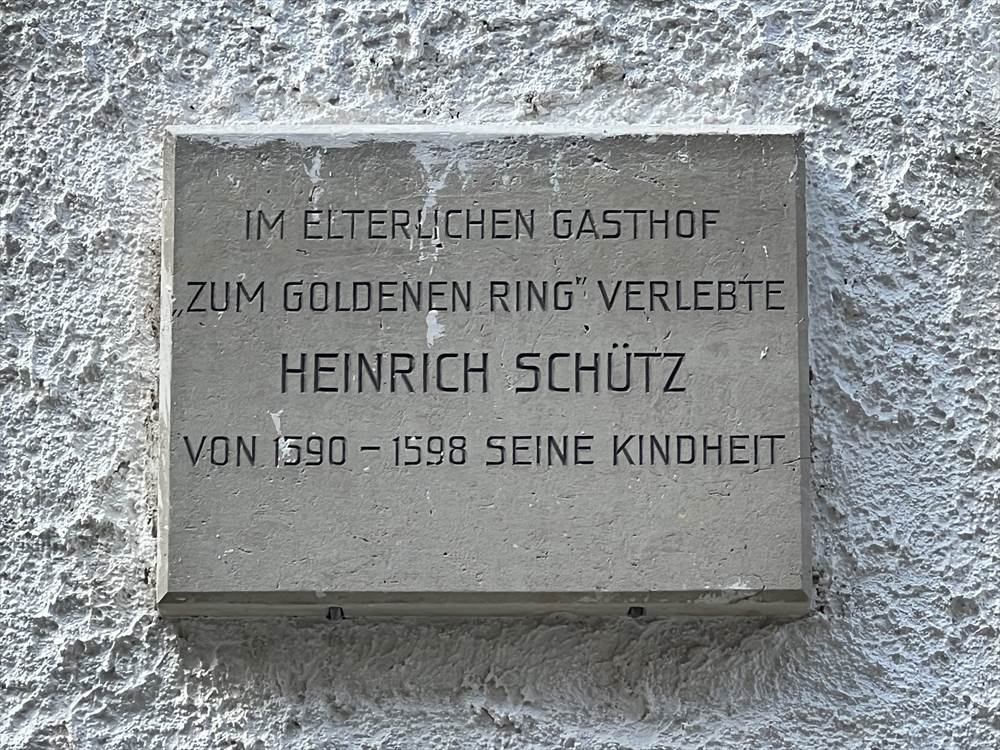 IM ELTERLICHEN GASTHOF
„ZUM GOLDENEN RING” VERLEBTE
HEINRICH SCHÜTZ
VON 1590 – 1598 SEINE KINDHEIT